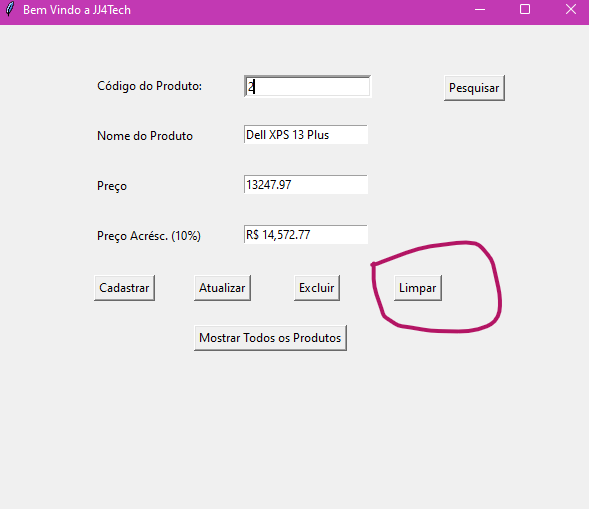 Bem Vindo a JJ4Tech
Código do Produto: 2 Pesquisar
Nome do Produto Dell XPS 13 Plus
Preço 13247.97
Preço Acrésc. (10%) R$ 14,572.77
Cadastrar Atualizar Excluir Limpar
Mostrar Todos os Produtos